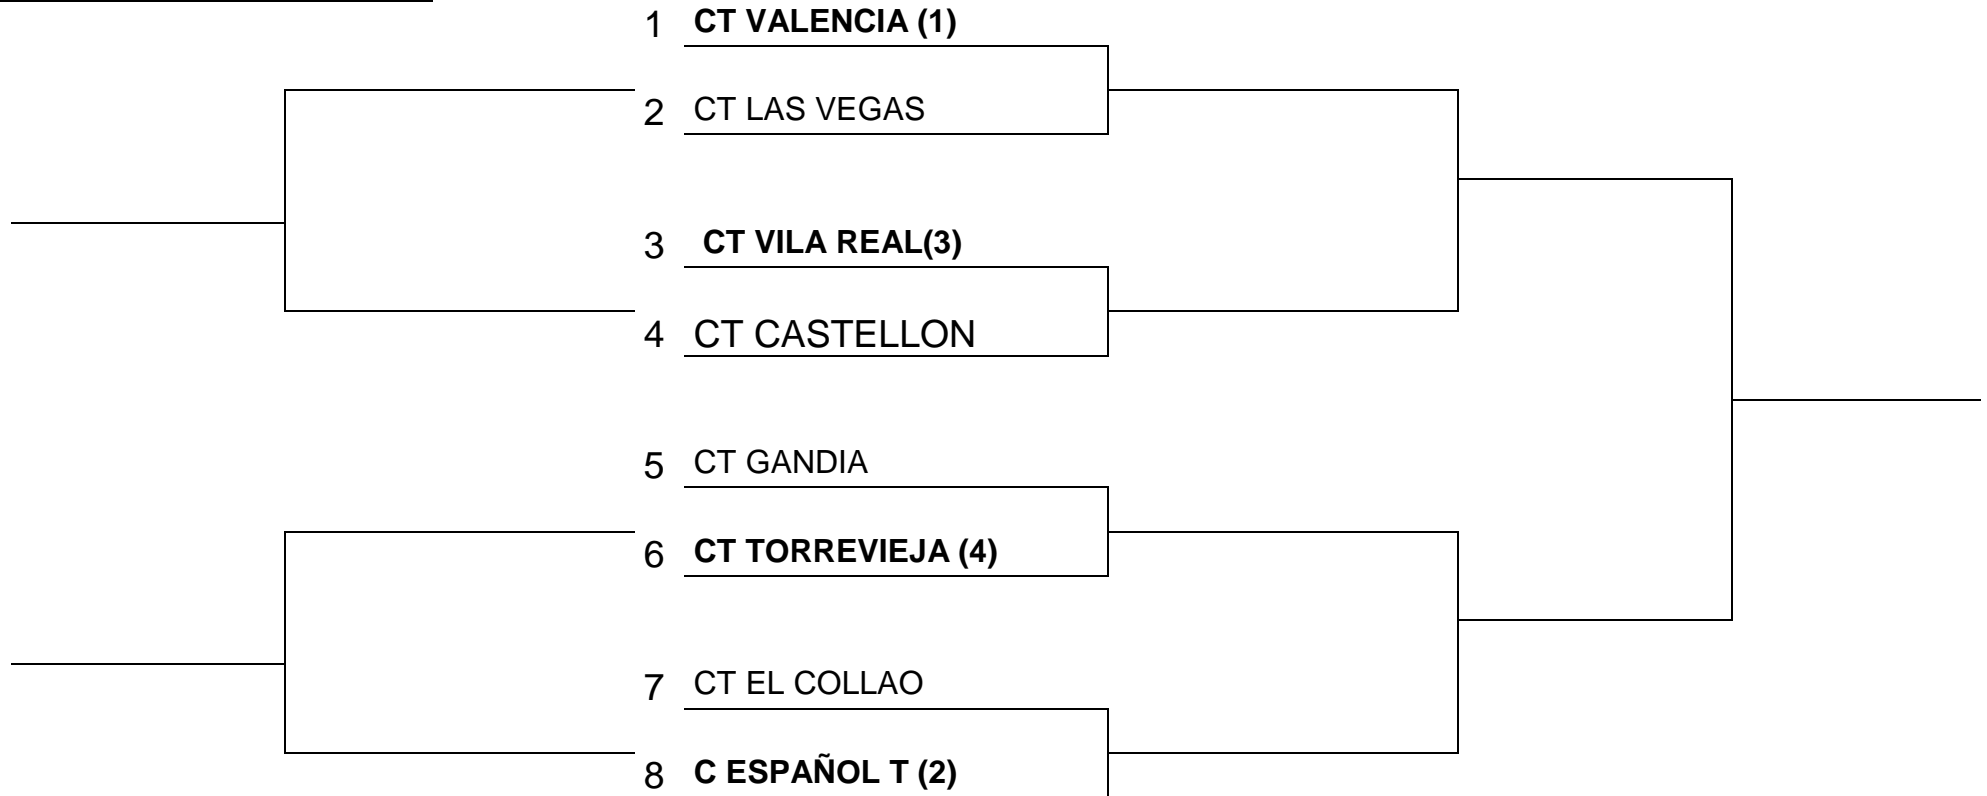 1 CT VALENCIA (1)
2 CT LAS VEGAS
3 CT VILA REAL(3)
4 CT CASTELLON
5 CT GANDIA
6 CT TORREVIEJA (4)
7 CT EL COLLAO
8 C ESPAÑOL T (2)